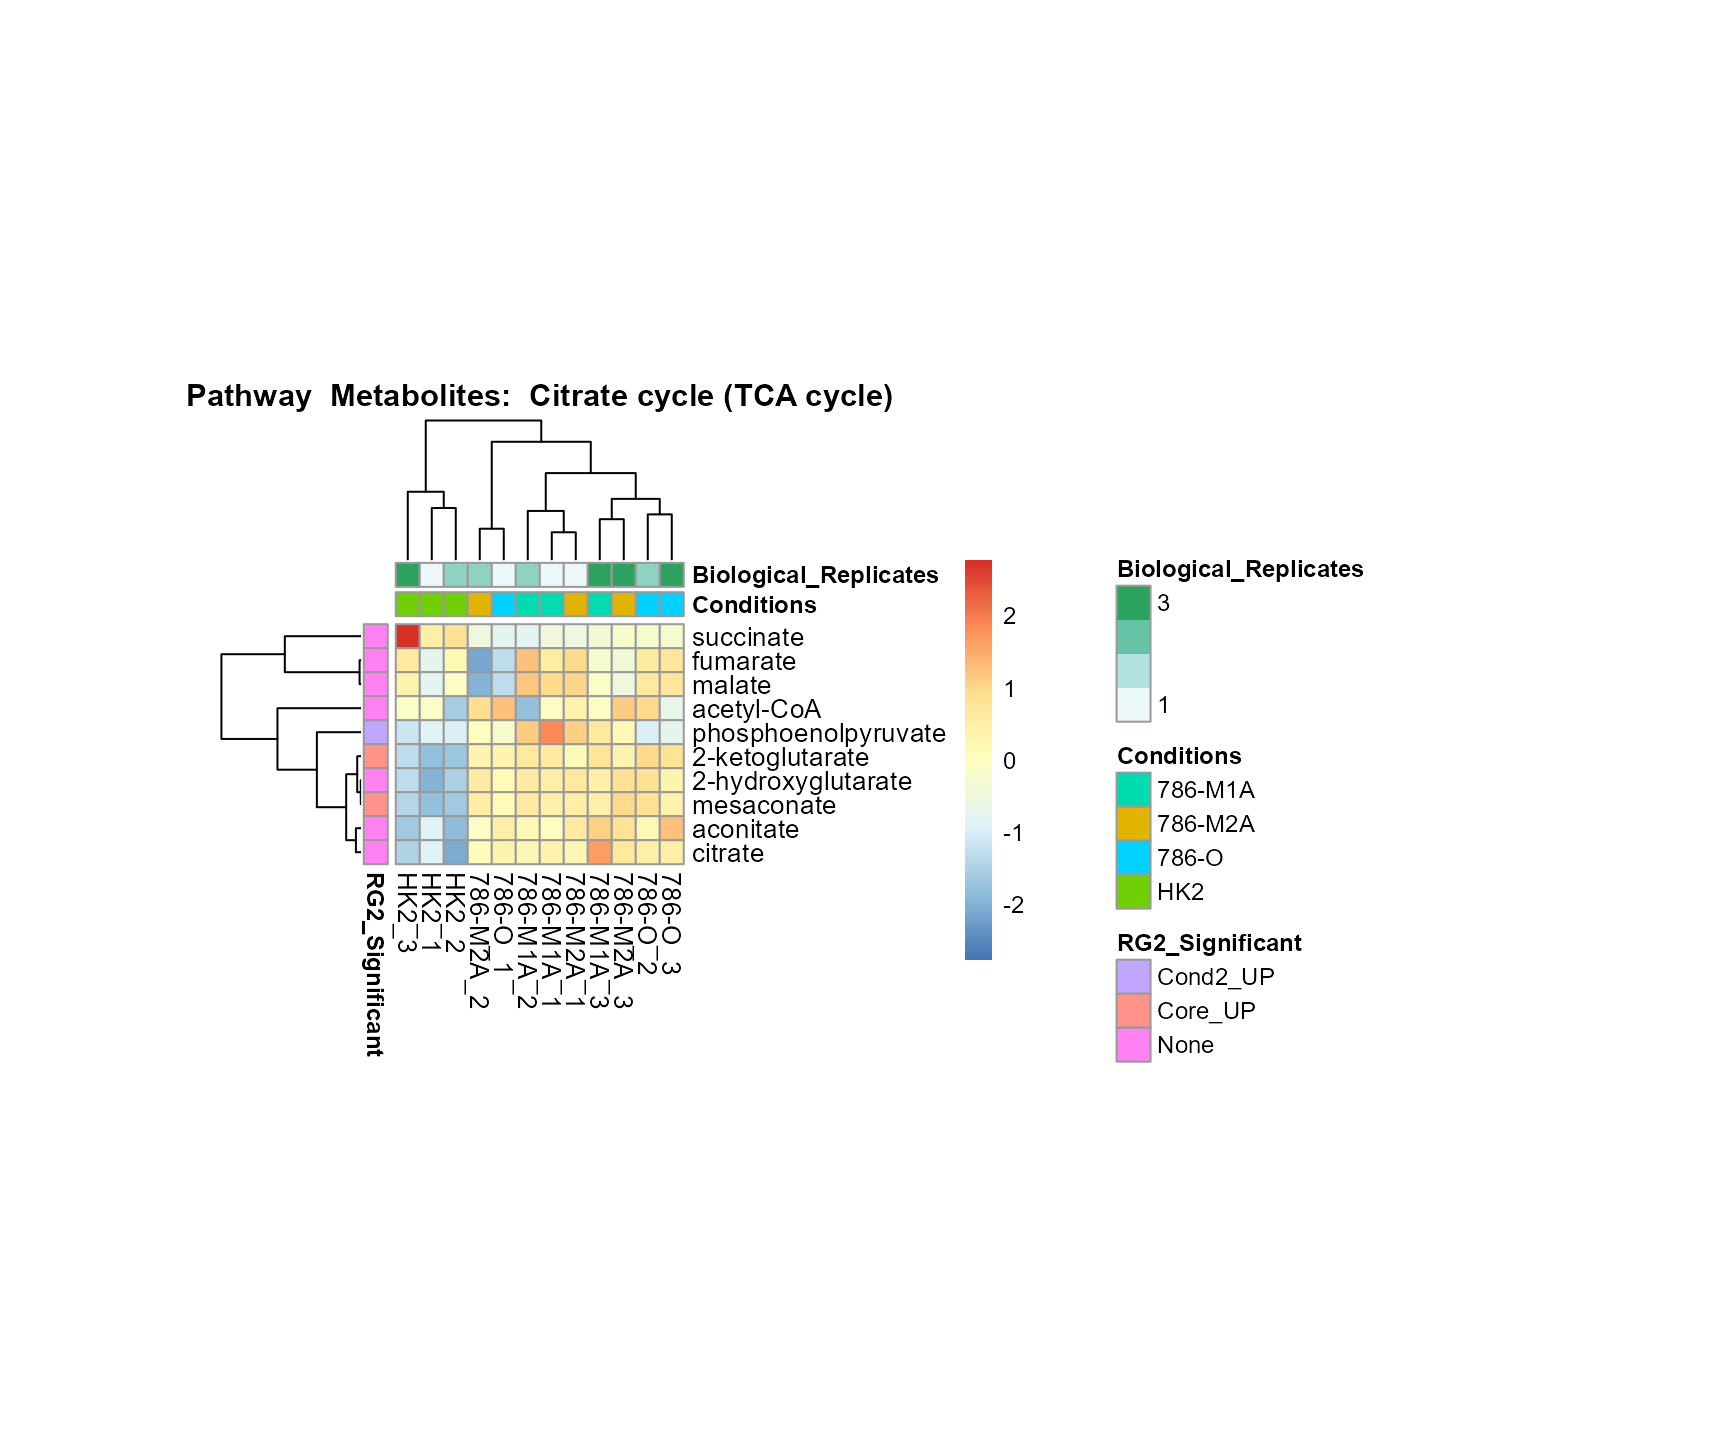 Pathway  Metabolites:  Citrate cycle (TCA cycle)
Biological_Replicates
Conditions
succinate
fumarate
malate
acetyl-CoA
phosphoenolpyruvate
2-ketoglutarate
2-hydroxyglutarate
mesaconate
aconitate
citrate
RG2_Significant
HK2_3
HK2_1
HK2_2
786-M2A_2
786-O_1
786-M1A_2
786-M1A_1
786-M2A_1
786-M1A_3
786-M2A_3
786-O_2
786-O_3
2
1
0
-1
-2
Biological_Replicates
3
1
Conditions
786-M1A
786-M2A
786-O
HK2
RG2_Significant
Cond2_UP
Core_UP
None